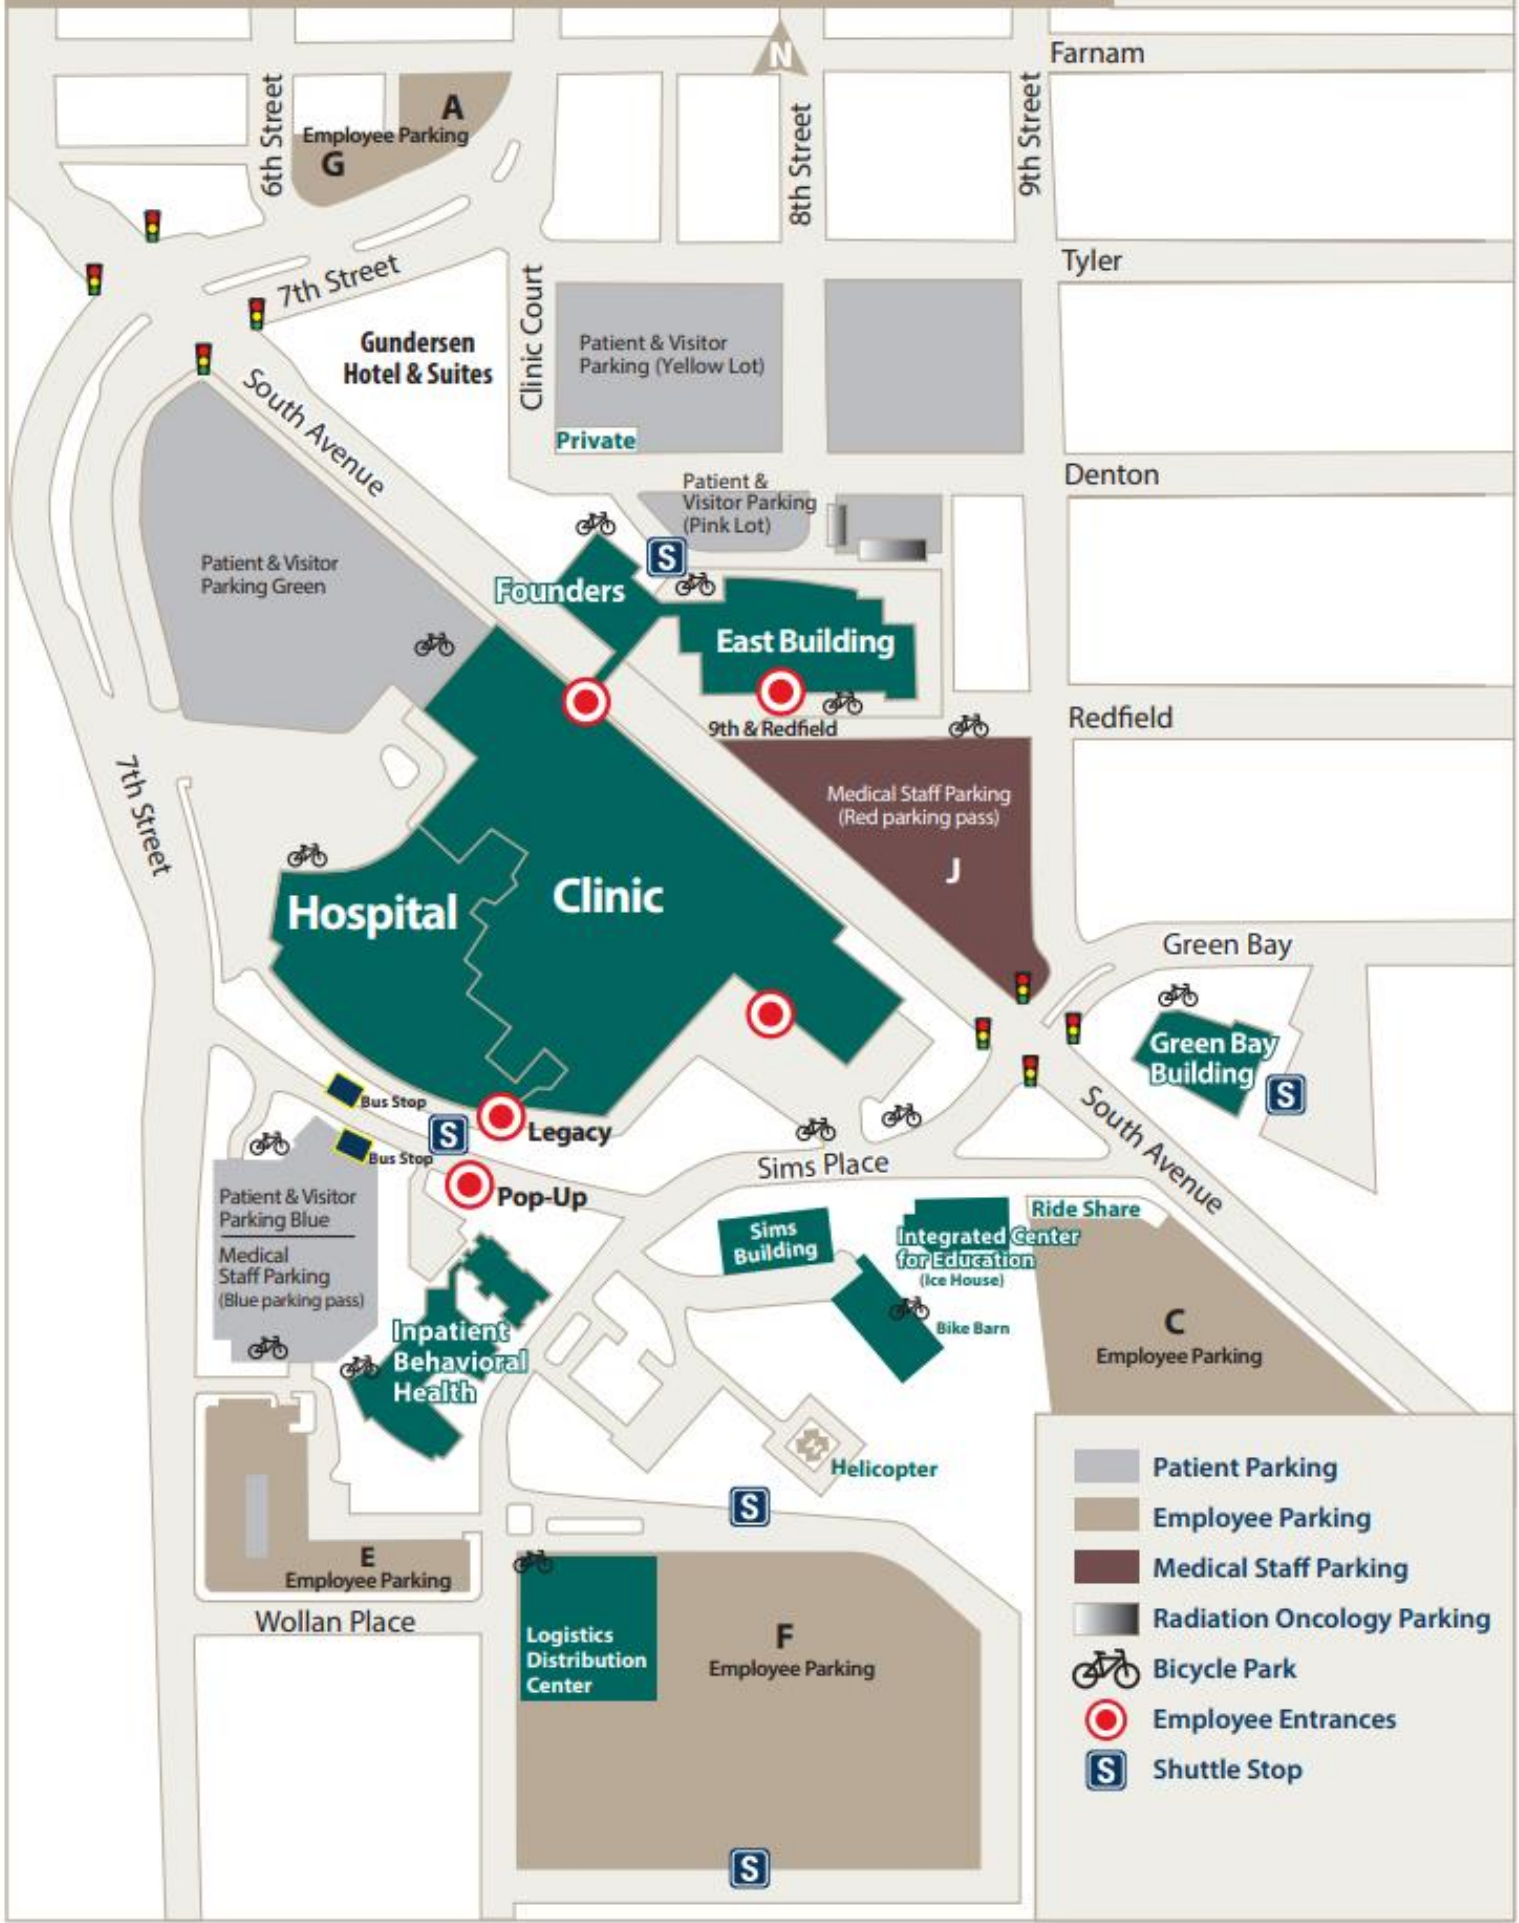 N
Farnam
A
Employee Parking
G
6th Street
8th Street
9th Street
Tyler
7th Street
Clinic Court
Gundersen
Hotel & Suites
Patient & Visitor
Parking (Yellow Lot)
Private
South Avenue
Denton
Patient &
Visitor Parking
(Pink Lot)
S
Patient & Visitor
Parking Green
Founders
East Building
9th & Redfield
Redfield
7th Street
Medical Staff Parking
(Red parking pass)
J
Hospital
Clinic
Green Bay
Green Bay
Building
S
South Avenue
Bus Stop
S
Legacy
Bus Stop
Pop-Up
Sims Place
Patient & Visitor
Parking Blue
Medical
Staff Parking
(Blue parking pass)
Sims
Building
Integrated Center
for Education
(Ice House)
Ride Share
Bike Barn
C
Employee Parking
Inpatient
Behavioral
Health
Helicopter
S
E
Employee Parking
Wollan Place
Logistics
Distribution
Center
F
Employee Parking
S
Patient Parking
Employee Parking
Medical Staff Parking
Radiation Oncology Parking
Bicycle Park
Employee Entrances
S
Shuttle Stop